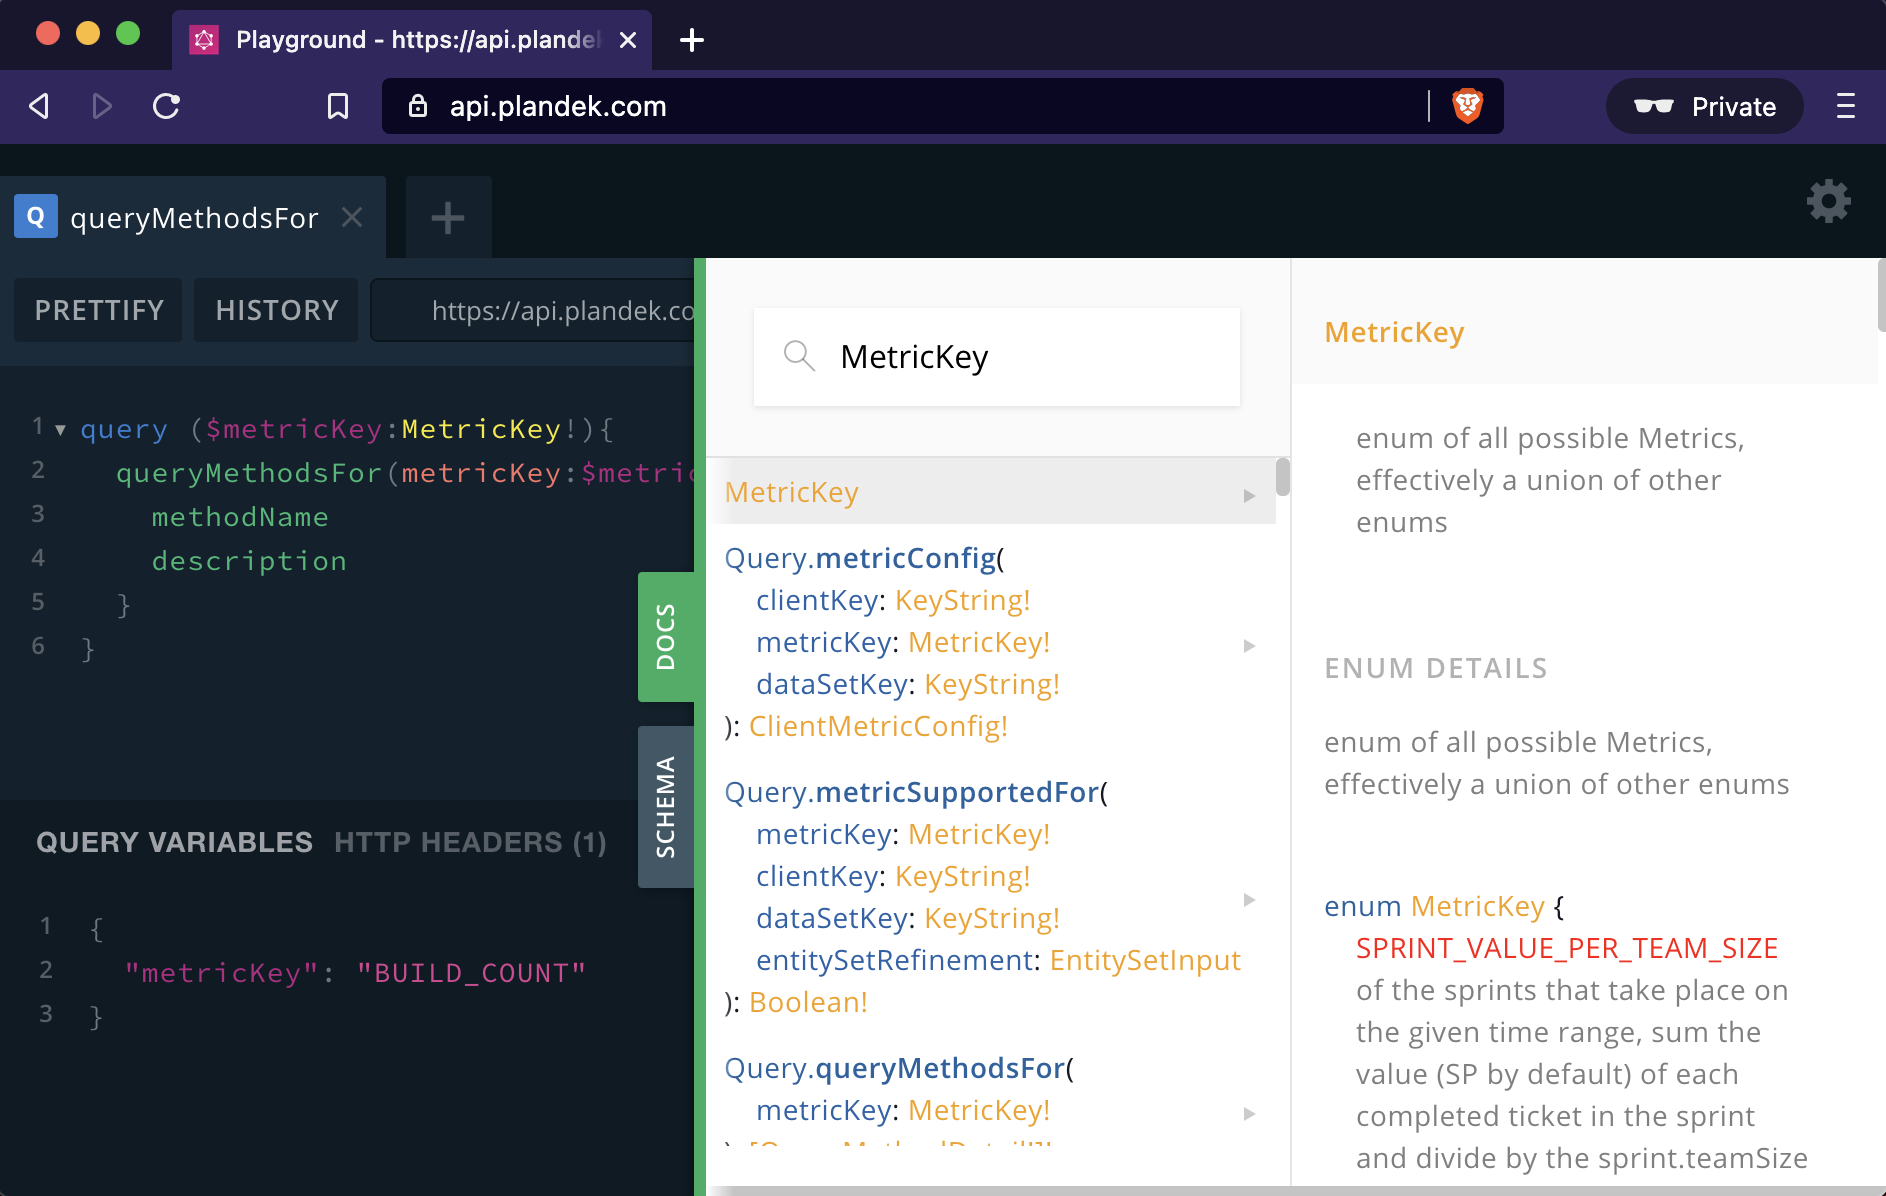 Playground - https://api.plandek
api.plandek.com
Private
Q queryMethodsFor
PRETTIFY
HISTORY
https://api.plandek.co
1 query ($metricKey:MetricKey!){
2 queryMethodsFor(metricKey:$metric
3 methodName
4 description
5 }
6 }
DOCS
SCHEMA
QUERY VARIABLES HTTP HEADERS (1)
1 {
2 "metricKey": "BUILD_COUNT"
3 }
MetricKey
MetricKey
Query.metricConfig(
clientKey: KeyString!
metricKey: MetricKey!
dataSetKey: KeyString!
): ClientMetricConfig!
Query.metricSupportedFor(
metricKey: MetricKey!
clientKey: KeyString!
dataSetKey: KeyString!
entitySetRefinement: EntitySetInput
): Boolean!
Query.queryMethodsFor(
metricKey: MetricKey!
MetricKey
enum of all possible Metrics,
effectively a union of other
enums
ENUM DETAILS
enum of all possible Metrics,
effectively a union of other enums
enum MetricKey {
SPRINT_VALUE_PER_TEAM_SIZE
of the sprints that take place on
the given time range, sum the
value (SP by default) of each
completed ticket in the sprint
and divide by the sprint.teamSize